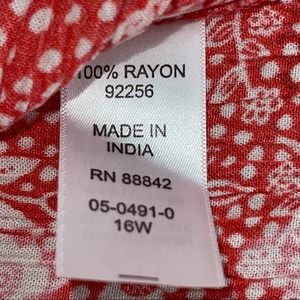 100% RAYON
92256
MADE IN
INDIA
RN 88842
05-0491-0
16W